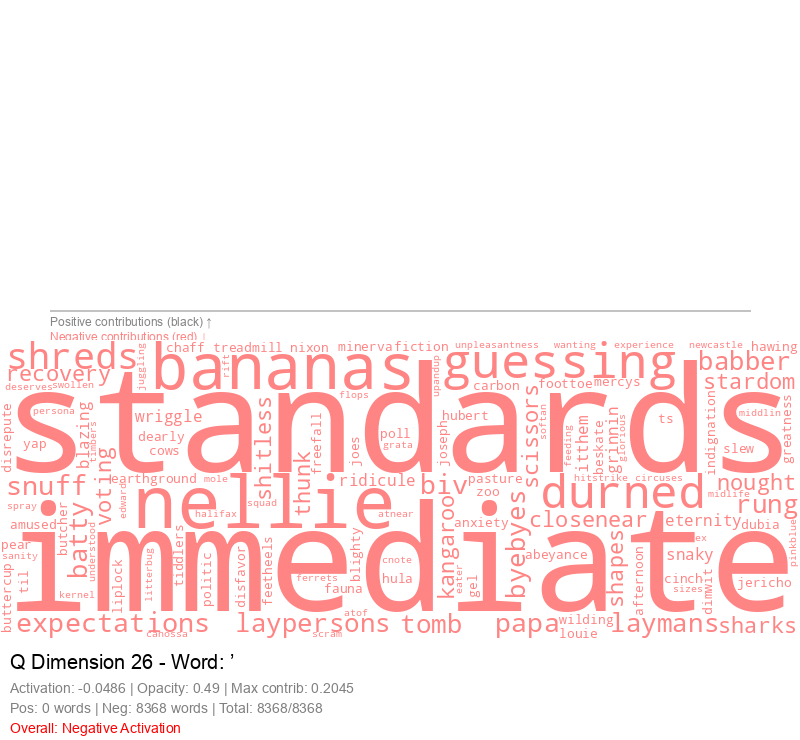 Positive contributions (black) ↑
Negative contributions (red) ↓
chaff treadmill nixon minerva fiction unpleasantness wanting experience newcastle hawing
shreds juggling rift bananas upandup guessing babber
recovery deserves swollen flops carbon foottoe mercys stardom
standards
disrepute persona timbers blazing wriggle shitless freefall poll hubert scissors softan itthem beskate grinnin glorious ts indignation middlin greatness
yap dearly cows thunk joes grata joseph feeding slew
snuff voting earthground mole squad ridicule biv pasture hitstrike circuses nought
spray edward nellie zoo durned midlife rung
amused butcher batty halifax atnear kangaroo anxiety byebyes closenear eternity dubia
pear sanity understood tiddlers blighty cnote abeyance shapes ex snaky pinkblue
immediate
buttercup til kernel liplock litterbug politic disfavor feetheels ferrets fauna hula eater gel afternoon cinch sizes dimwit jericho
expectations canossa laypersons scram atof tomb papa wilding louie laymans sharks
Q Dimension 26 - Word: ’
Activation: -0.0486 | Opacity: 0.49 | Max contrib: 0.2045
Pos: 0 words | Neg: 8368 words | Total: 8368/8368
Overall: Negative Activation